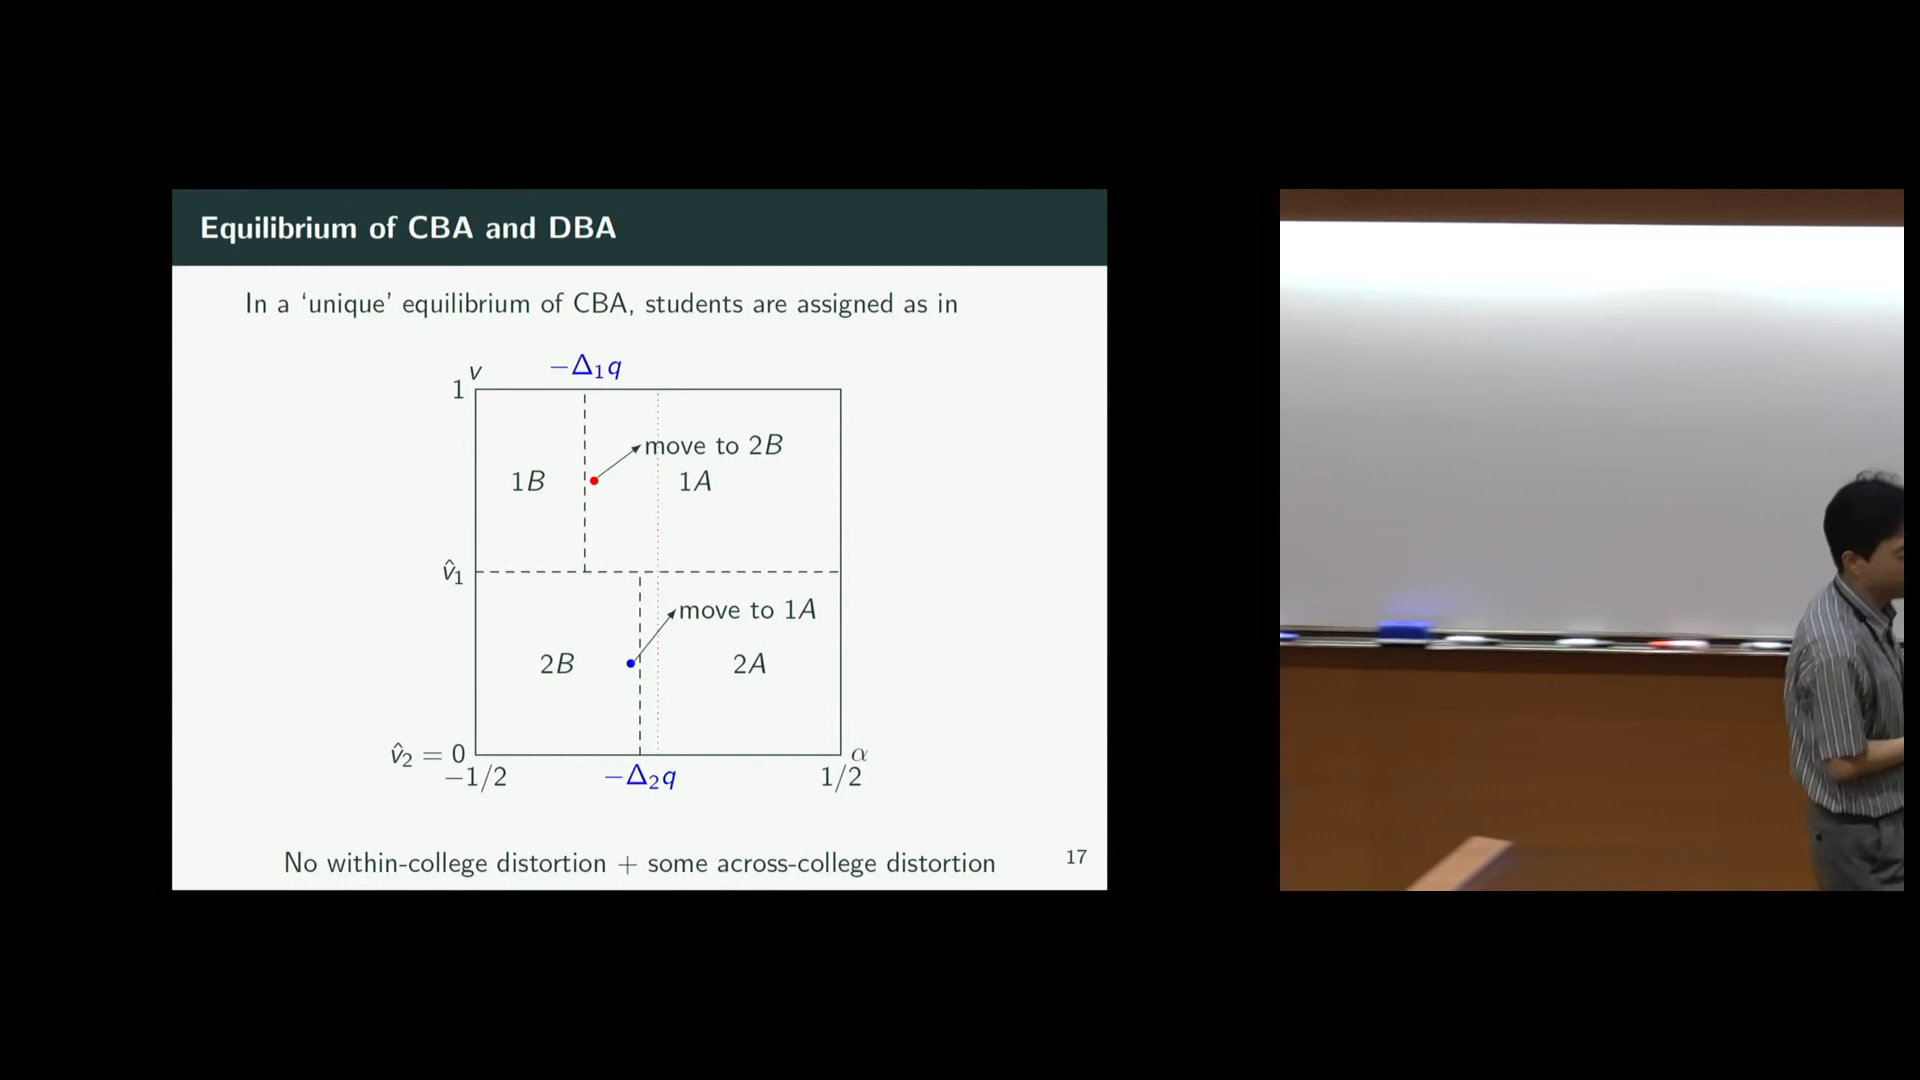 Equilibrium of CBA and DBA
In a ‘unique’ equilibrium of CBA, students are assigned as in
v
−Δ₁q
1
move to 2B
1B
1A
v̂₁
move to 1A
2B
2A
v̂₂ = 0
α
−1/2
−Δ₂q
1/2
No within-college distortion + some across-college distortion
17